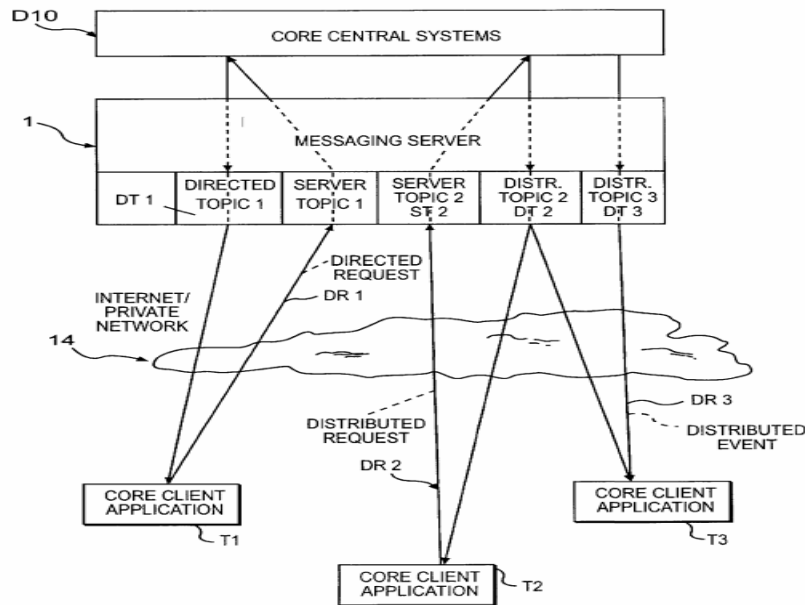 D10
CORE CENTRAL SYSTEMS
1
MESSAGING SERVER
DT 1
DIRECTED
TOPIC 1
SERVER
TOPIC 1
SERVER
TOPIC 2
ST 2
DISTR.
TOPIC 2
DT 2
DISTR.
TOPIC 3
DT 3
DIRECTED
REQUEST
DR 1
INTERNET/
PRIVATE
NETWORK
14
DISTRIBUTED
REQUEST
DR 2
DR 3
DISTRIBUTED
EVENT
CORE CLIENT
APPLICATION
T1
CORE CLIENT
APPLICATION
T2
CORE CLIENT
APPLICATION
T3